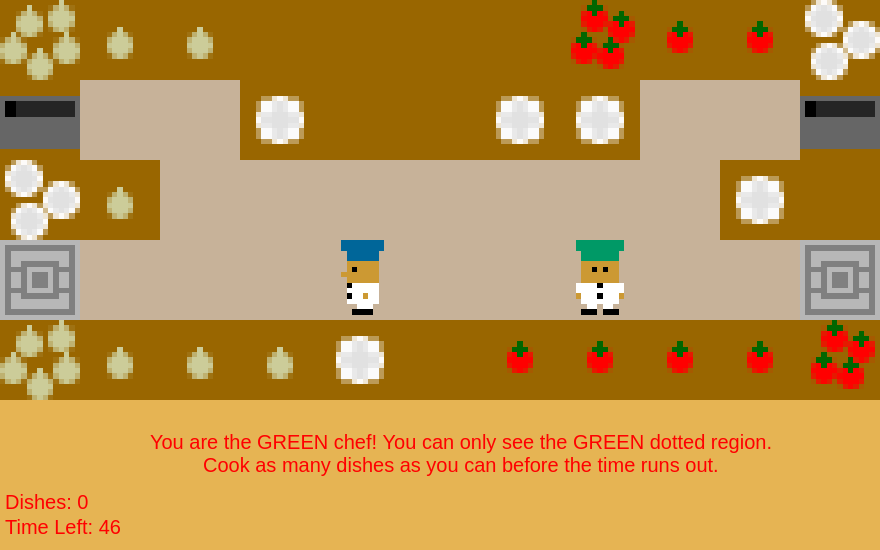 You are the GREEN chef! You can only see the GREEN dotted region.
Cook as many dishes as you can before the time runs out.
Dishes: 0
Time Left: 46